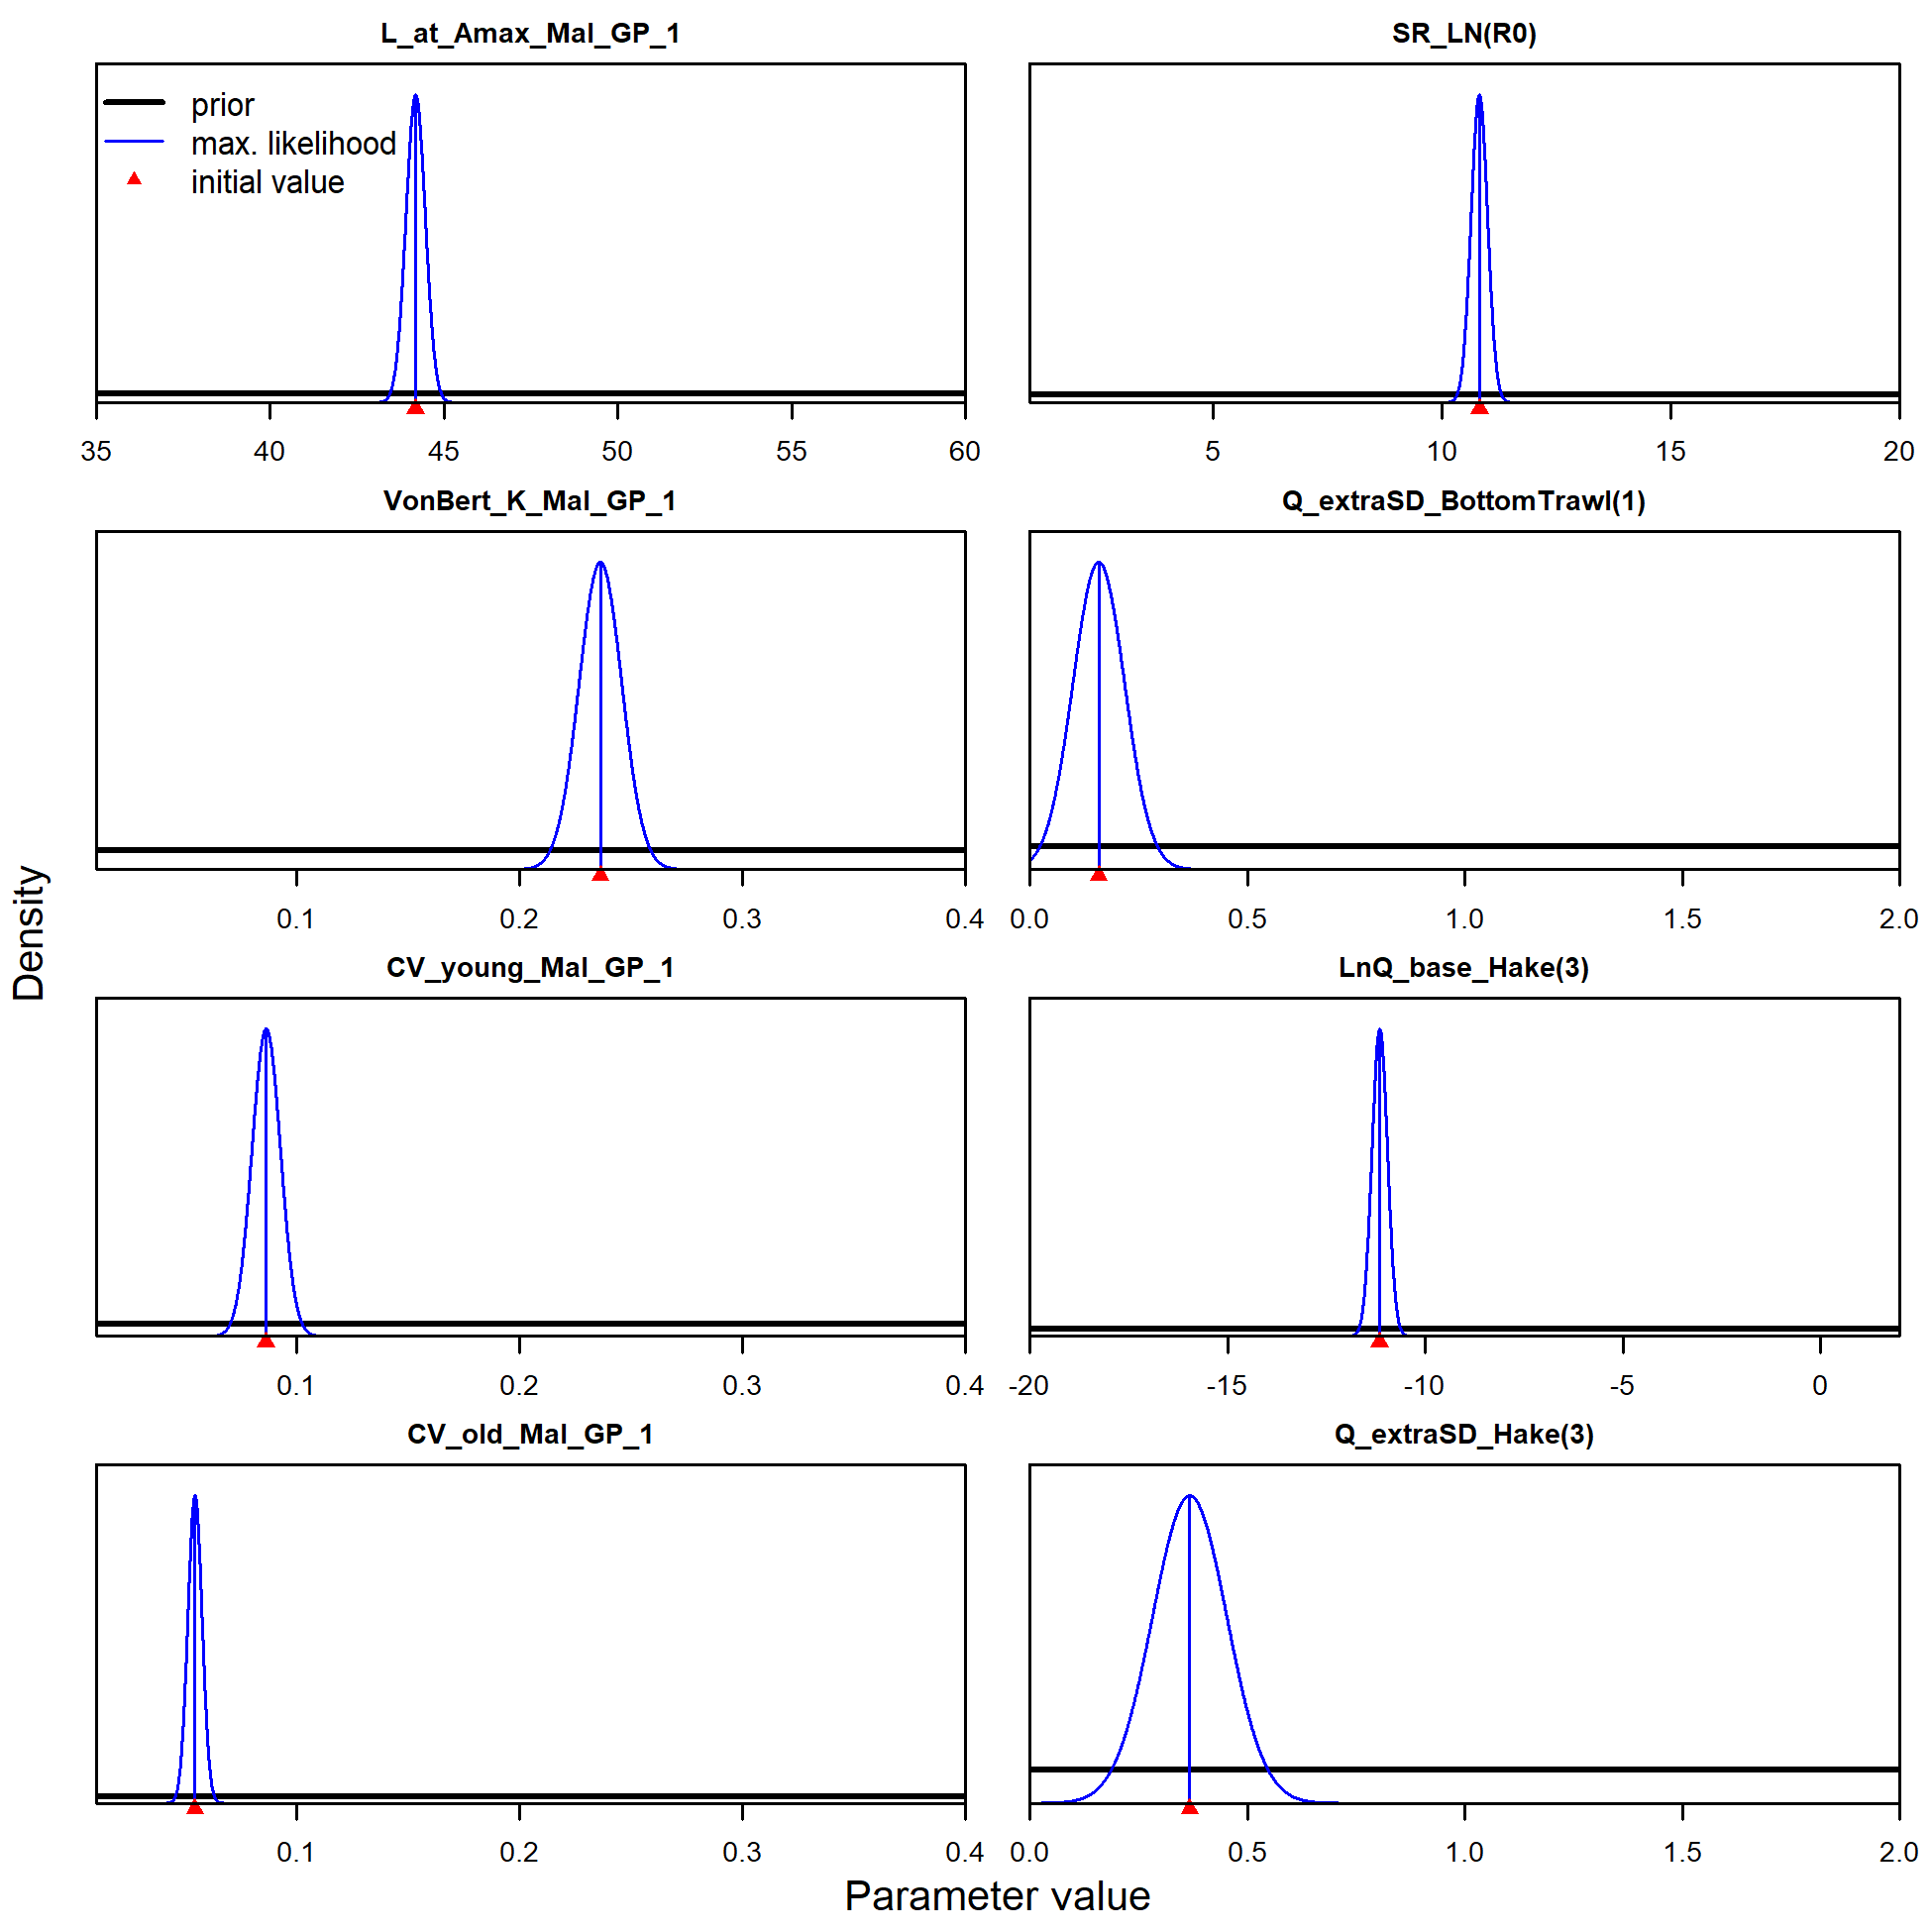 L_at_Amax_Mal_GP_1
prior
max. likelihood
initial value
35 40 45 50 55 60
SR_LN(R0)
5 10 15 20
VonBert_K_Mal_GP_1
0.1 0.2 0.3 0.4
Q_extraSD_BottomTrawl(1)
0.0 0.5 1.0 1.5 2.0
CV_young_Mal_GP_1
0.1 0.2 0.3 0.4
LnQ_base_Hake(3)
-20 -15 -10 -5 0
CV_old_Mal_GP_1
0.1 0.2 0.3 0.4
Q_extraSD_Hake(3)
0.0 0.5 1.0 1.5 2.0
Density
Parameter value